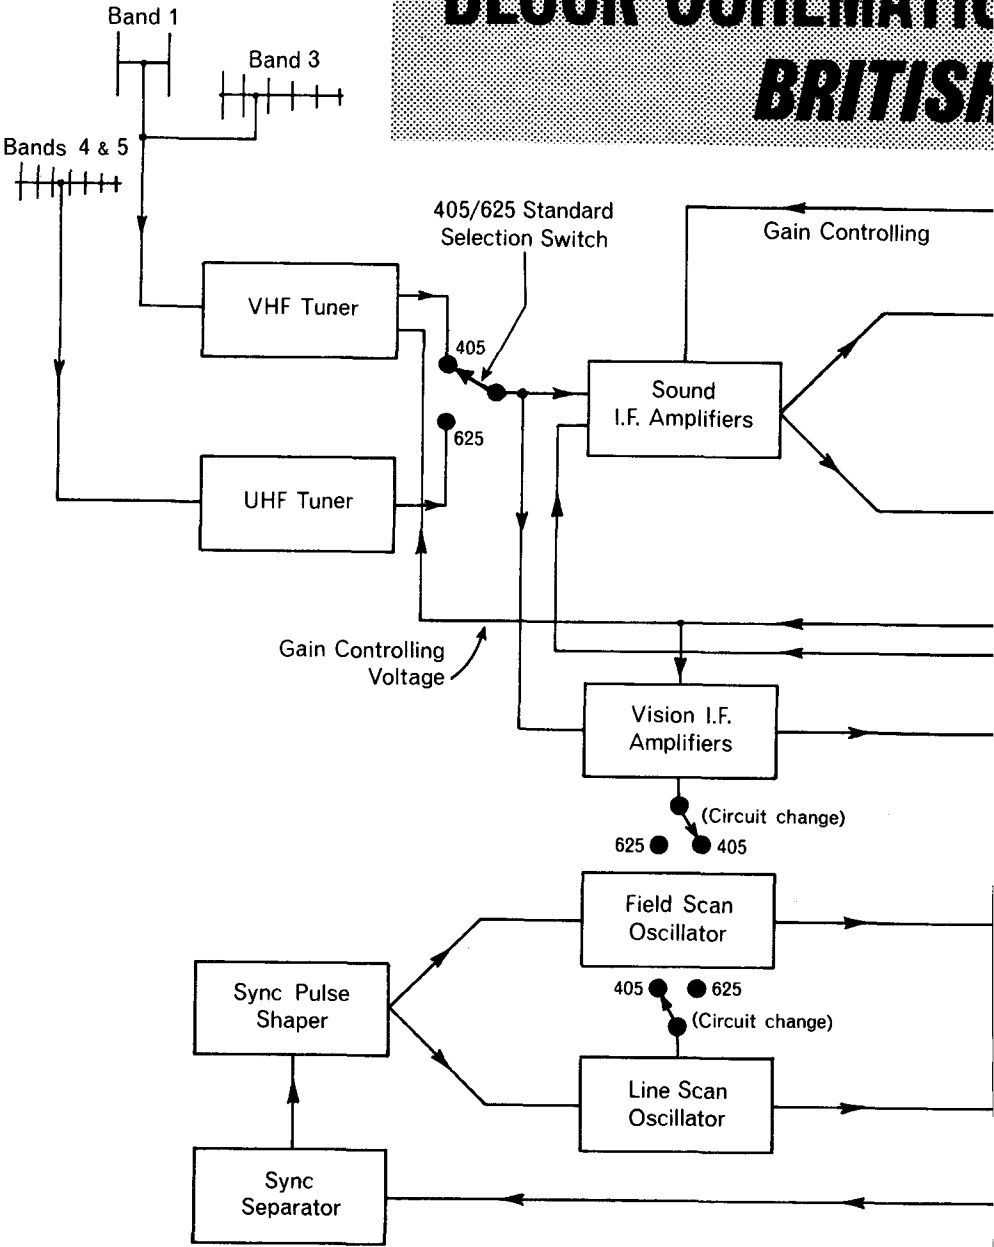 BLOCK SCHEMATIC
BRITISH
Band 1
Band 3
Bands 4 & 5
405/625 Standard
Selection Switch
Gain Controlling
VHF Tuner
405
Sound
I.F. Amplifiers
625
UHF Tuner
Gain Controlling
Voltage
Vision I.F.
Amplifiers
(Circuit change)
625
405
Field Scan
Oscillator
Sync Pulse
Shaper
405
625
(Circuit change)
Line Scan
Oscillator
Sync
Separator